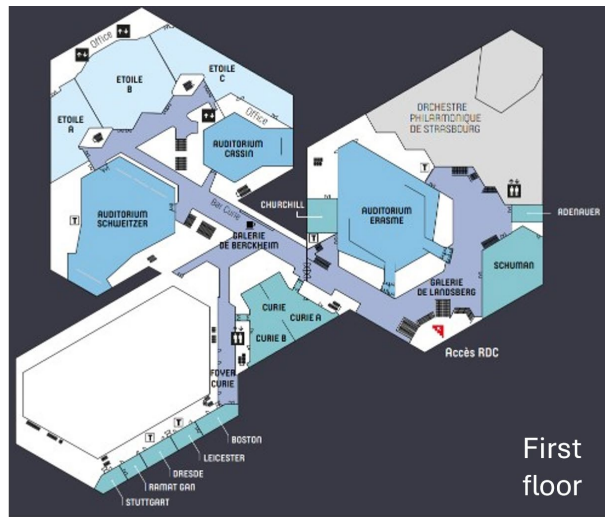 Office
ETOILE
B
ETOILE
C
ETOILE
A
Office
AUDITORIUM
CASSIN
ORCHESTRE
PHILARMONIQUE
DE STRASBOURG
T
CHURCHILL
AUDITORIUM
ERASME
ADENAUER
AUDITORIUM
SCHWEITZER
T
Bar Curie
GALERIE
DE BERCKHEIM
T
SCHUMAN
GALERIE
DE LANDSBERG
CURIE
CURIE A
CURIE B
Accès RDC
FOYER
CURIE
T
T
BOSTON
LEICESTER
DRESDE
RAMAT GAN
STUTTGART
First
floor